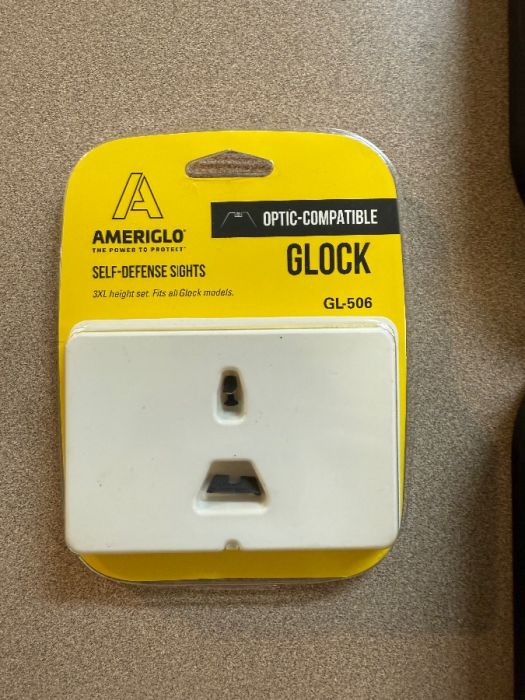 OPTIC-COMPATIBLE
AMERIGLO®
THE POWER TO PROTECT™
GLOCK
SELF-DEFENSE SIGHTS
3XL height set. Fits all Glock models.
GL-506